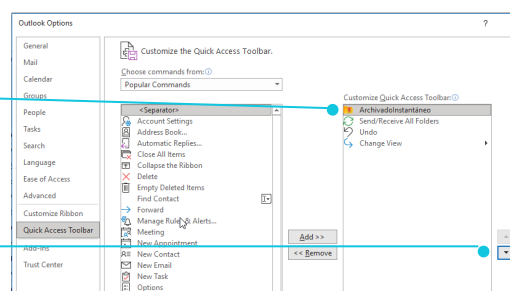 Outlook Options
?
General
Mail
Calendar
Groups
People
Tasks
Search
Language
Ease of Access
Advanced
Customize Ribbon
Quick Access Toolbar
Add-Ins
Trust Center
Customize the Quick Access Toolbar.
Choose commands from:
Popular Commands
<Separator>
Account Settings
Address Book...
Automatic Replies...
Close All Items
Collapse the Ribbon
Delete
Empty Deleted Items
Find Contact
Forward
Manage Rules & Alerts...
Meeting
New Appointment
New Contact
New Email
New Task
Options
Add >>
<< Remove
Customize Quick Access Toolbar:
ArchivadoInstantáneo
Send/Receive All Folders
Undo
Change View